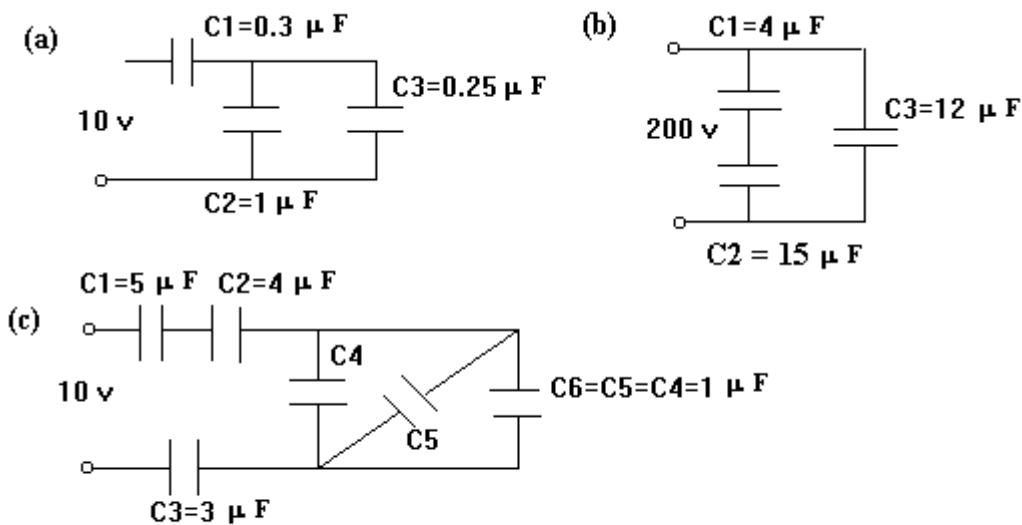 (a)
C1=0.3 μ F
C3=0.25 μ F
10 v
C2=1 μ F
(b)
C1=4 μ F
C3=12 μ F
200 v
C2 = 15 μ F
(c)
C1=5 μ F C2=4 μ F
C4
10 v
C6=C5=C4=1 μ F
C5
C3=3 μ F